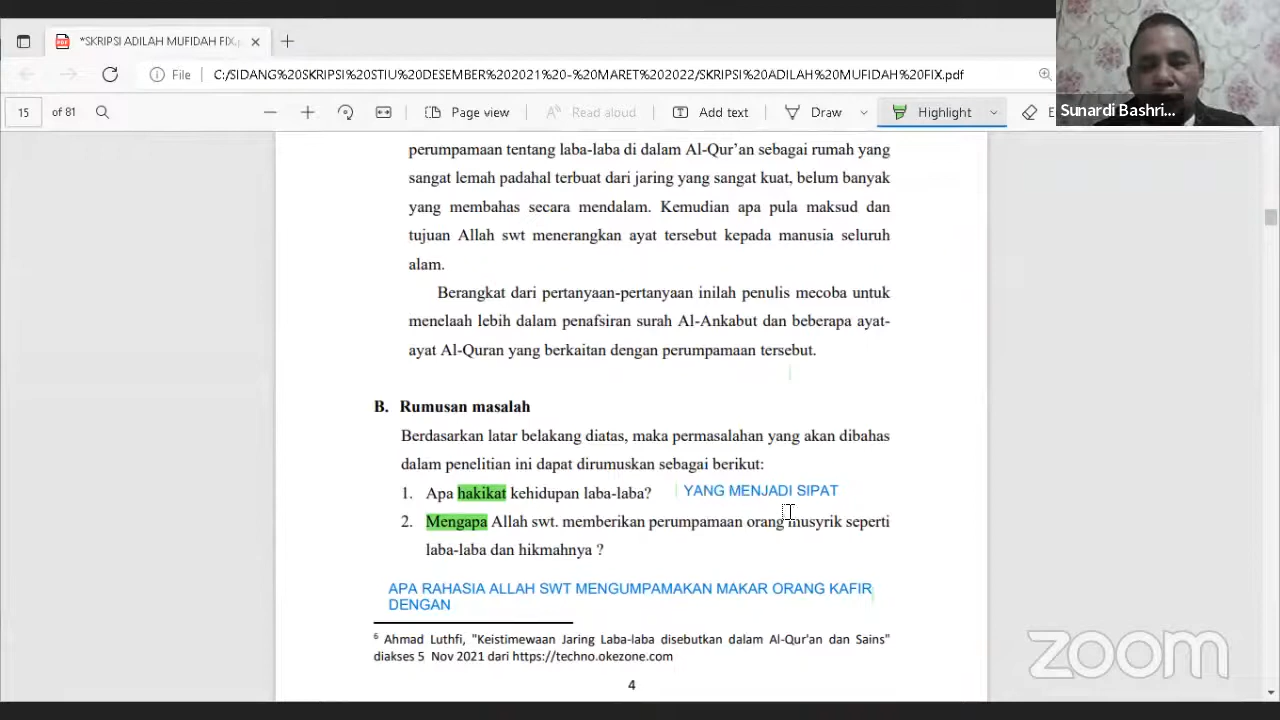 *SKRIPSI ADILAH MUFIDAH FIX.
File C:/SIDANG%20SKRIPSI%20STIU%20DESEMBER%202021%20-%20MARET%202022/SKRIPSI%20ADILAH%20MUFIDAH%20FIX.pdf
Sunardi Bashri...
15 of 81 Page view Read aloud Add text Draw Highlight
perumpamaan tentang laba-laba di dalam Al-Qur'an sebagai rumah yang
sangat lemah padahal terbuat dari jaring yang sangat kuat, belum banyak
yang membahas secara mendalam. Kemudian apa pula maksud dan
tujuan Allah swt menerangkan ayat tersebut kepada manusia seluruh
alam.
Berangkat dari pertanyaan-pertanyaan inilah penulis mecoba untuk
menelaah lebih dalam penafsiran surah Al-Ankabut dan beberapa ayat-
ayat Al-Quran yang berkaitan dengan perumpamaan tersebut.
B. Rumusan masalah
Berdasarkan latar belakang diatas, maka permasalahan yang akan dibahas
dalam penelitian ini dapat dirumuskan sebagai berikut:
1. Apa hakikat kehidupan laba-laba? YANG MENJADI SIPAT
2. Mengapa Allah swt. memberikan perumpamaan orang musyrik seperti
laba-laba dan hikmahnya ?
APA RAHASIA ALLAH SWT MENGUMPAMAKAN MAKAR ORANG KAFIR
DENGAN
6 Ahmad Luthfi, "Keistimewaan Jaring Laba-laba disebutkan dalam Al-Qur'an dan Sains"
diakses 5 Nov 2021 dari https://techno.okezone.com
4
zoom